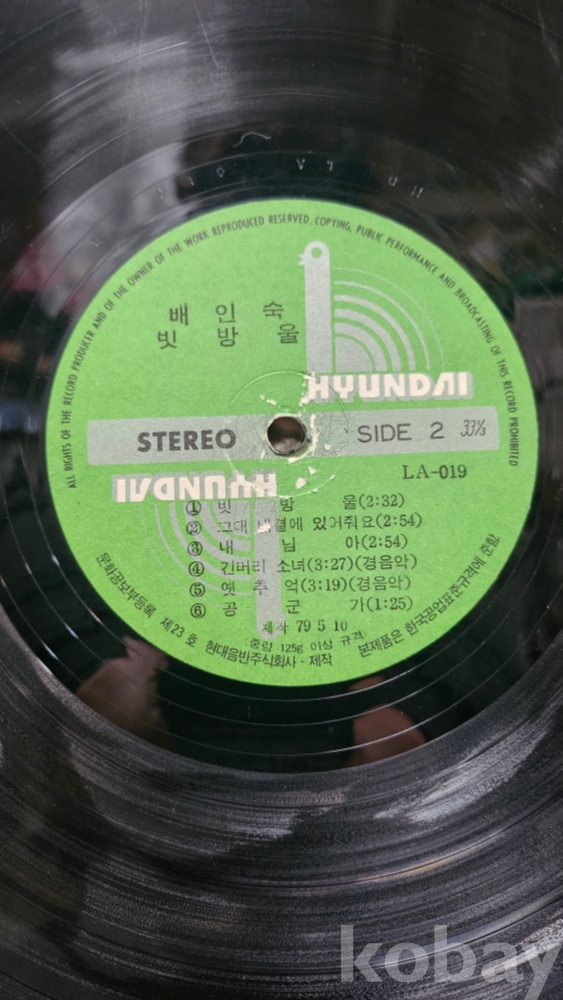 ALL RIGHTS OF THE RECORD PRODUCER AND OF THE OWNER OF THE WORK REPRODUCED RESERVED. COPYING, PUBLIC PERFORMANCE AND BROADCASTING OF THIS RECORD PROHIBITED
배 인 숙
빗 방 울
HYUNDAI
STEREO
SIDE 2 33⅓
HYUNDAI
LA-019
① 빗 방 울(2:32)
② 그대 내곁에 있어줘요(2:54)
③ 내 님 아(2:54)
④ 긴머리 소녀(3:27)(경음악)
⑤ 옛 추 억(3:19)(경음악)
⑥ 공 군 가(1:25)
제작 79 5 10
중량 125g 이상 규격
문화공보부등록 제23호 현대음반주식회사·제작 본제품은 한국공업표준규격에 준함
kobay